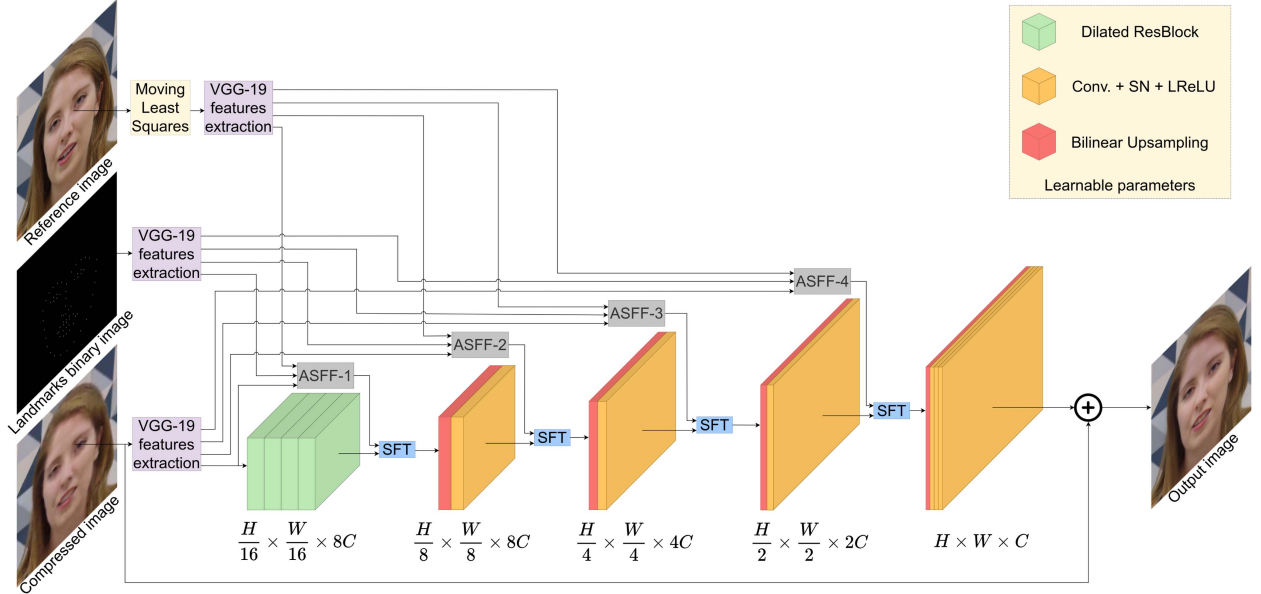 Dilated ResBlock
Conv. + SN + LReLU
Bilinear Upsampling
Learnable parameters
Moving
Least
Squares
VGG-19
features
extraction
Reference image
VGG-19
features
extraction
Landmarks binary image
VGG-19
features
extraction
Compressed image
ASFF-4
ASFF-3
ASFF-2
ASFF-1
SFT
SFT
SFT
SFT
+
Output image
H/16 × W/16 × 8C
H/8 × W/8 × 8C
H/4 × W/4 × 4C
H/2 × W/2 × 2C
H × W × C